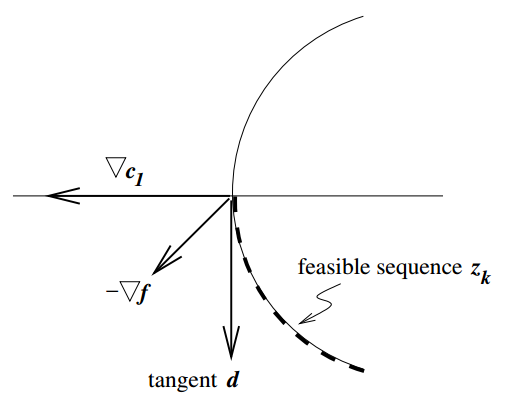 ▽c₁
feasible sequence zₖ
−▽f
tangent d